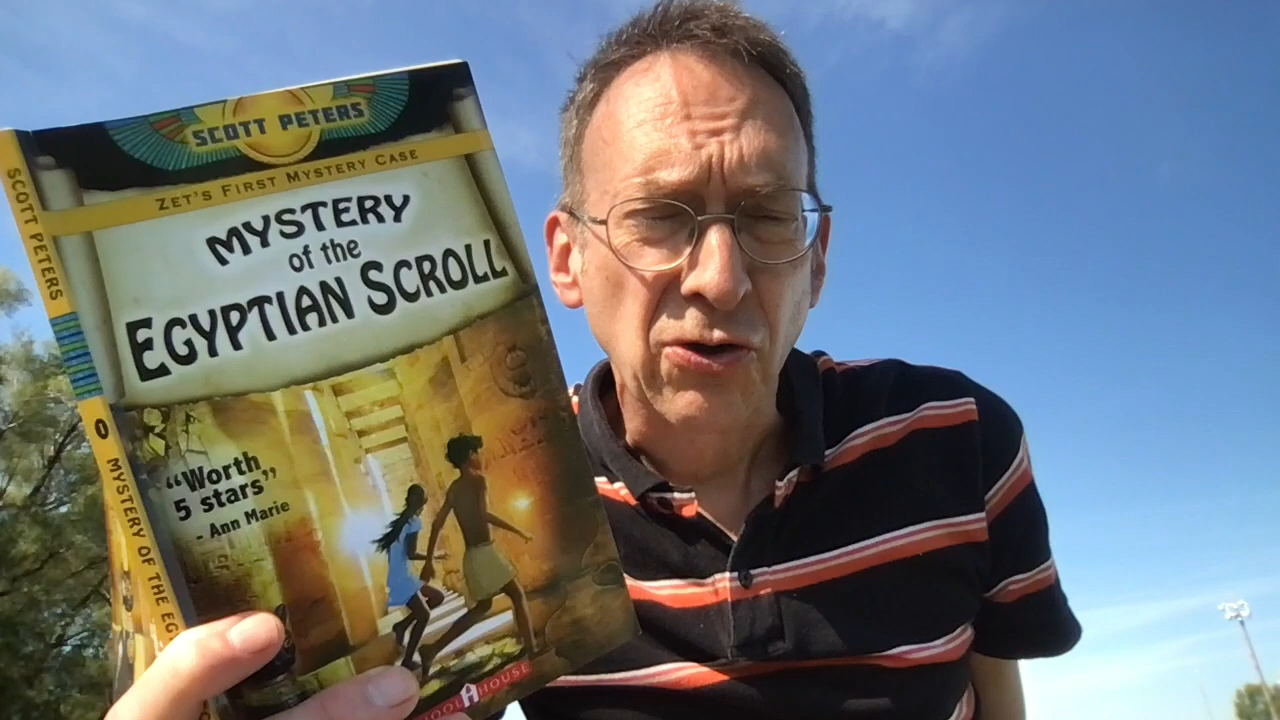 SCOTT PETERS
ZET'S FIRST MYSTERY CASE
MYSTERY
of the
EGYPTIAN SCROLL
"Worth
5 stars"
- Ann Marie
HOUSE
SCOTT PETERS
0
MYSTERY OF THE